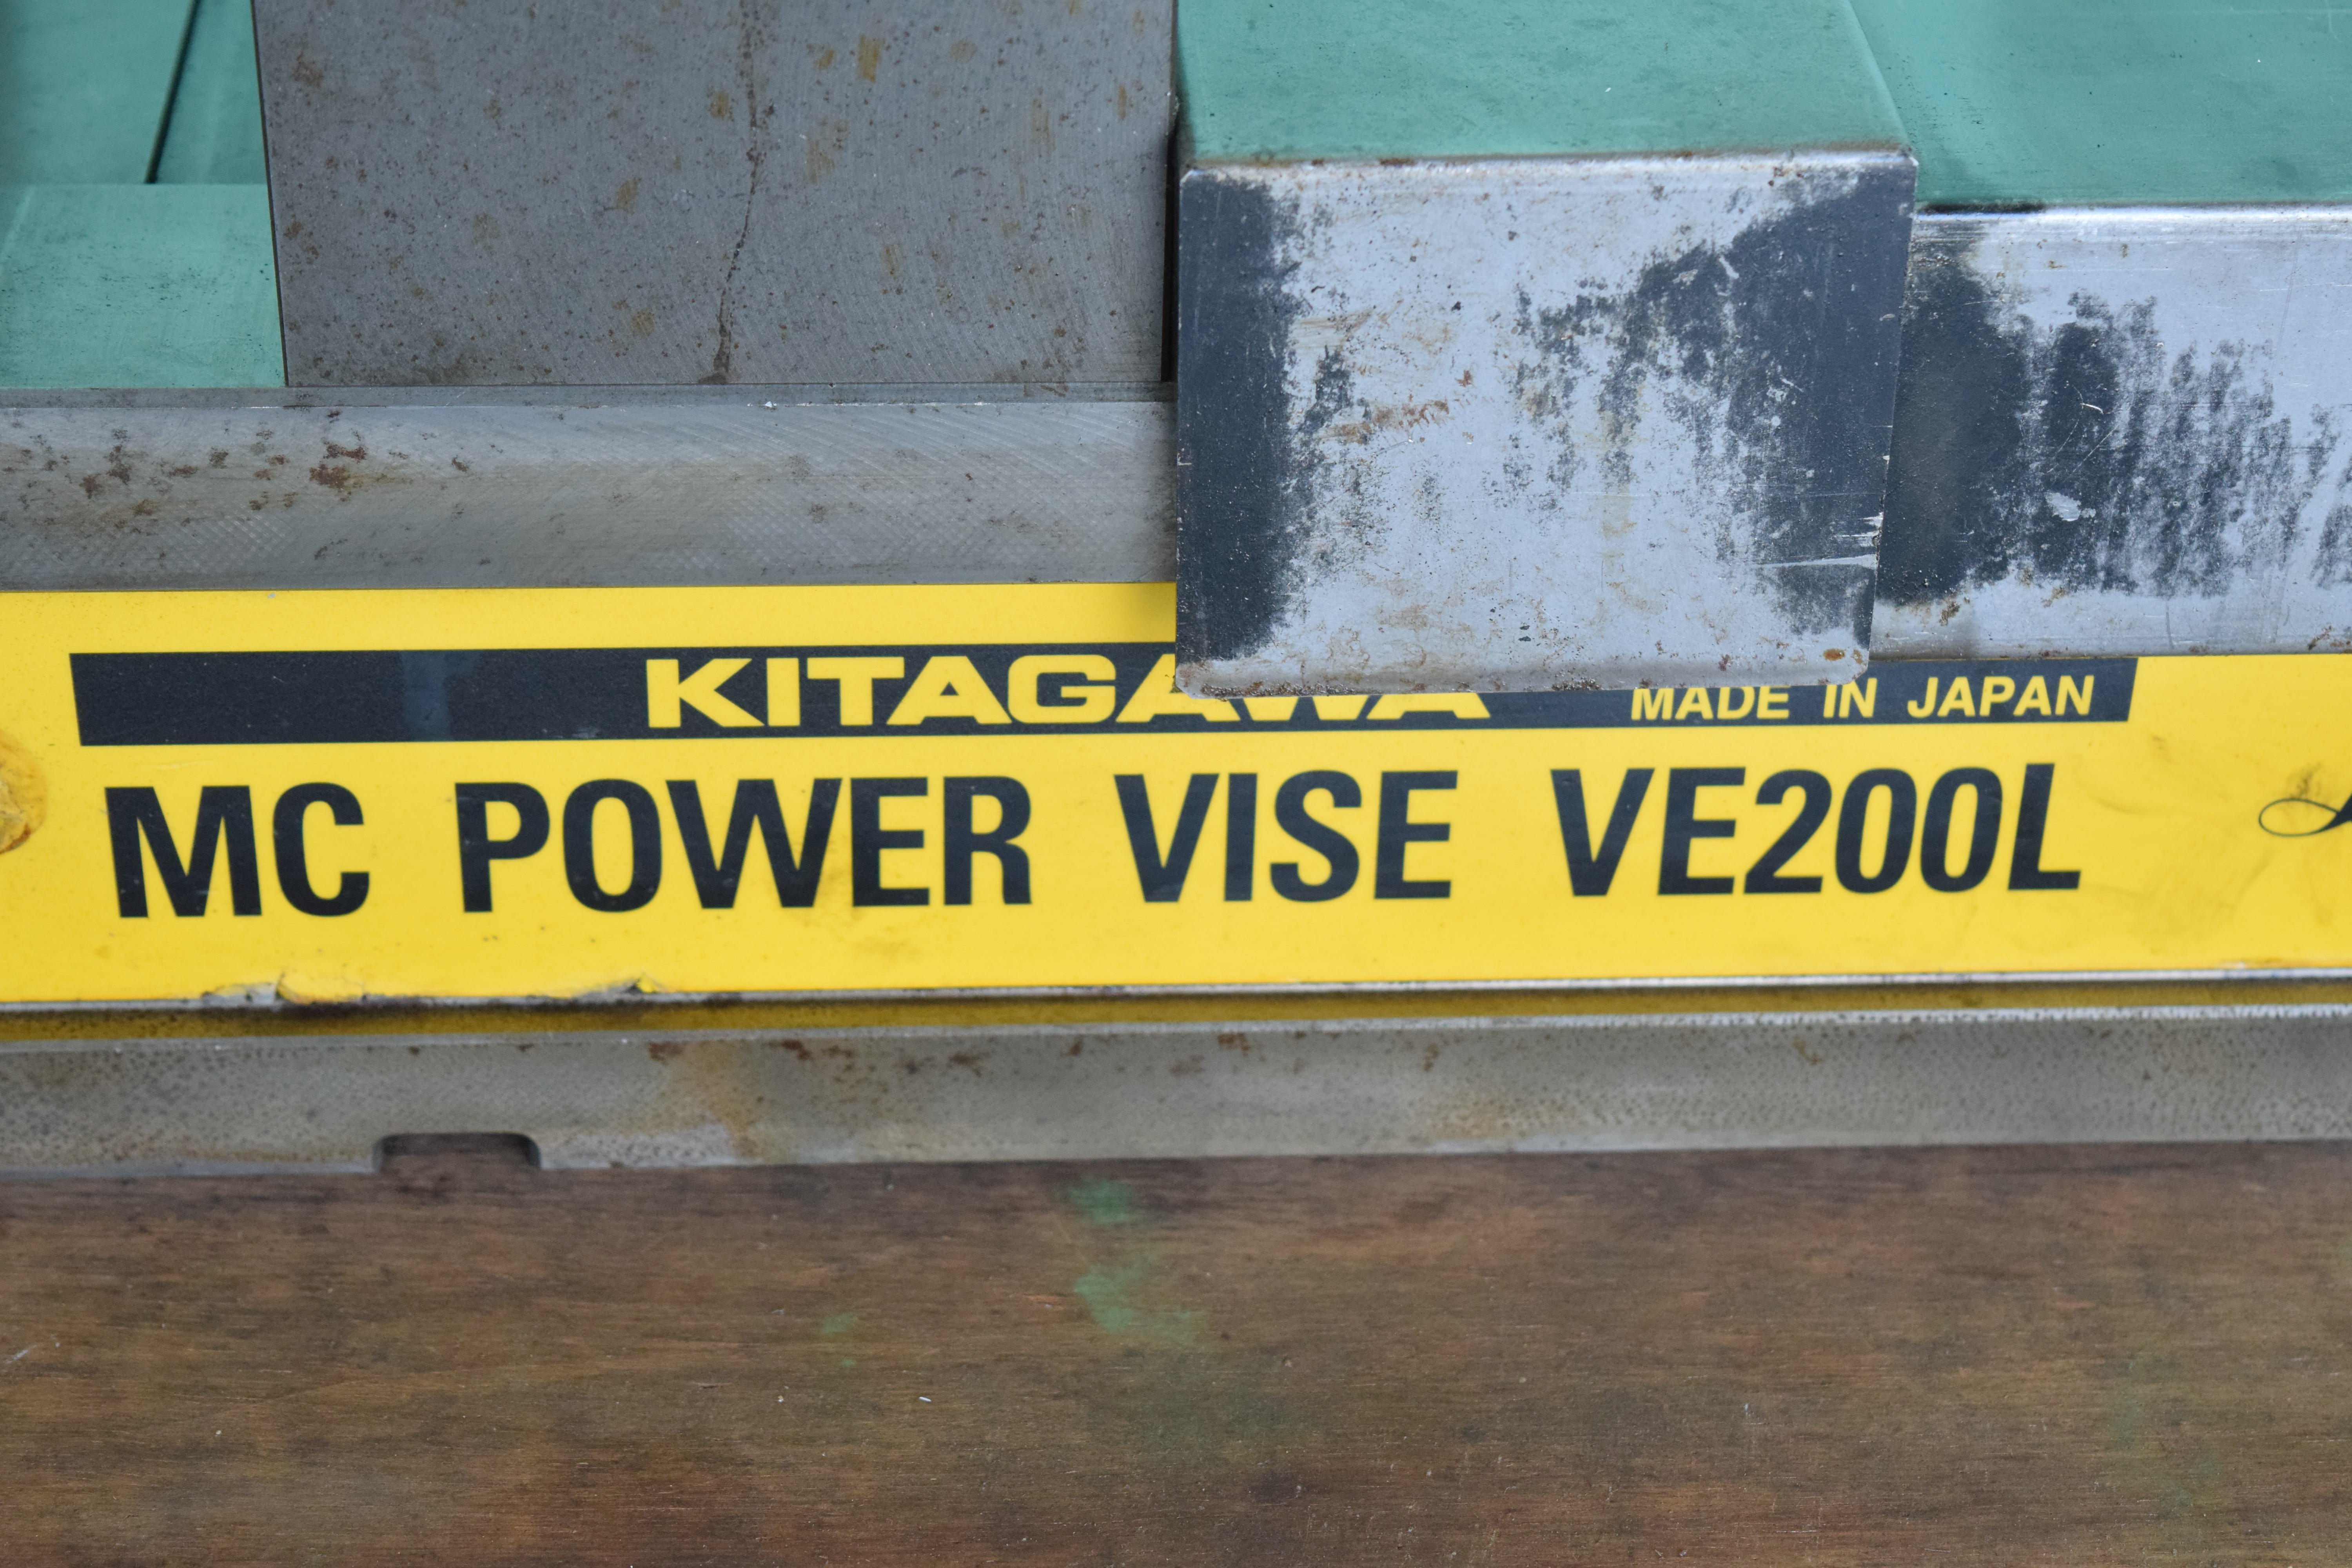 KITAGAWA MADE IN JAPAN
MC POWER VISE VE200L